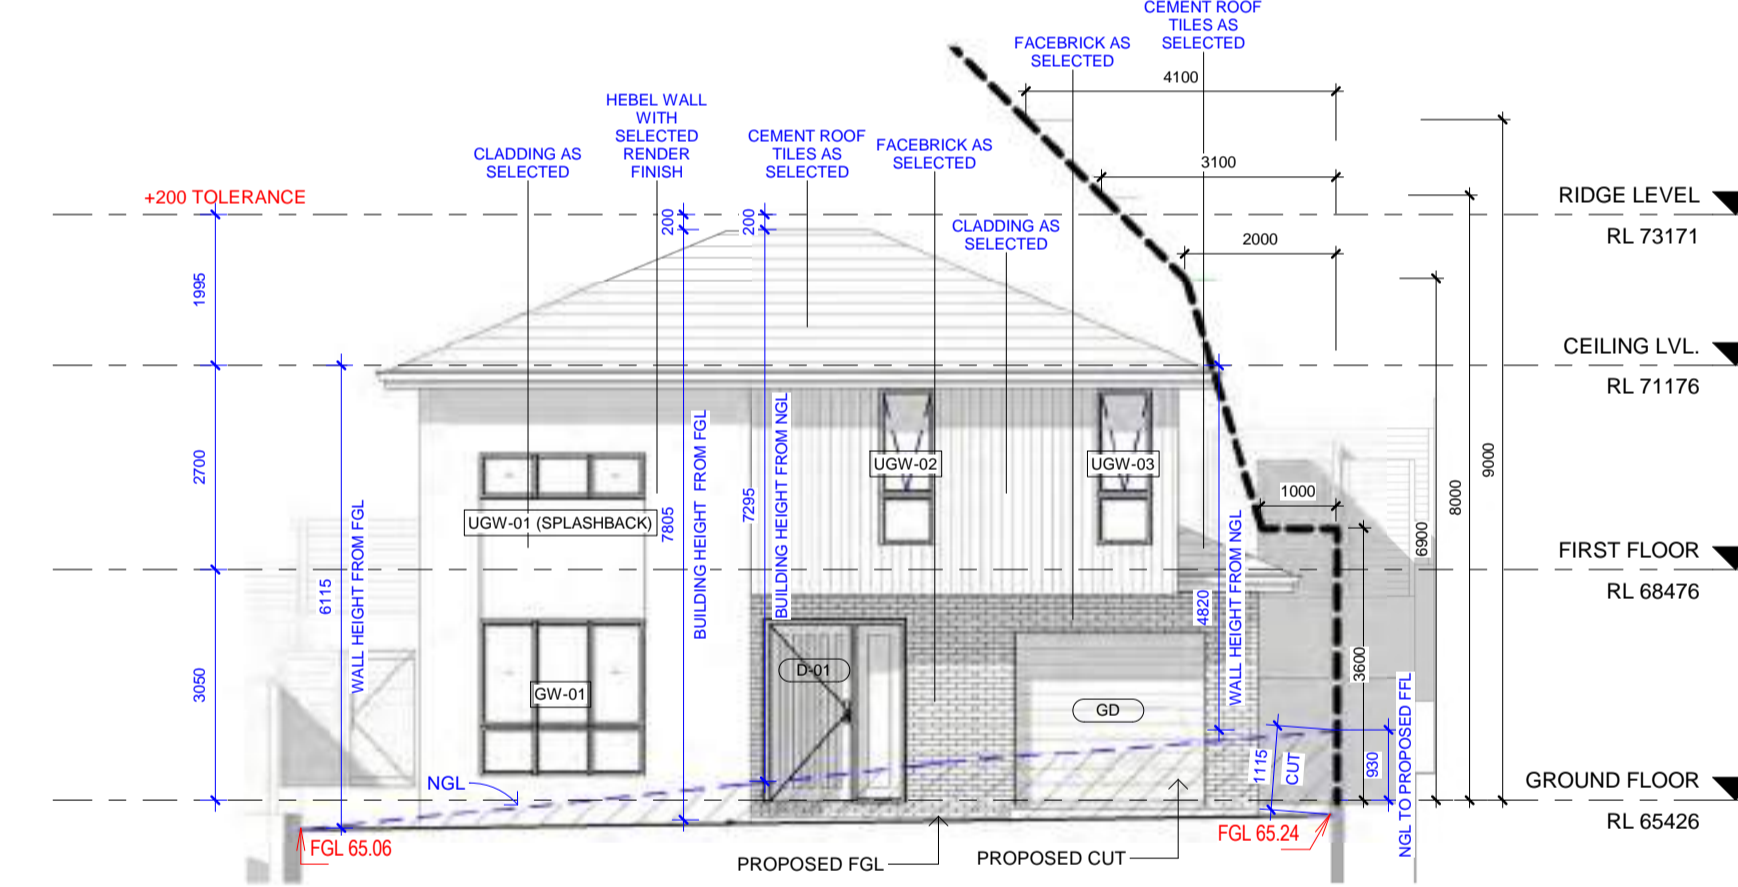 CEMENT ROOF
TILES AS
SELECTED
FACEBRICK AS
SELECTED
4100
HEBEL WALL
WITH
SELECTED
RENDER
FINISH
CEMENT ROOF
TILES AS
SELECTED
FACEBRICK AS
SELECTED
CLADDING AS
SELECTED
3100
+200 TOLERANCE
RIDGE LEVEL
RL 73171
200
200
CLADDING AS
SELECTED
2000
1995
CEILING LVL.
RL 71176
2700
UGW-02
UGW-03
9000
8000
6900
1000
UGW-01 (SPLASHBACK)
7805
7295
BUILDING HEIGHT FROM FGL
BUILDING HEIGHT FROM NGL
WALL HEIGHT FROM FGL
6115
WALL HEIGHT FROM NGL
4820
FIRST FLOOR
RL 68476
3050
3600
D-01
GW-01
GD
NGL
1115
CUT
930
NGL TO PROPOSED FFL
GROUND FLOOR
RL 65426
FGL 65.06
FGL 65.24
PROPOSED FGL
PROPOSED CUT